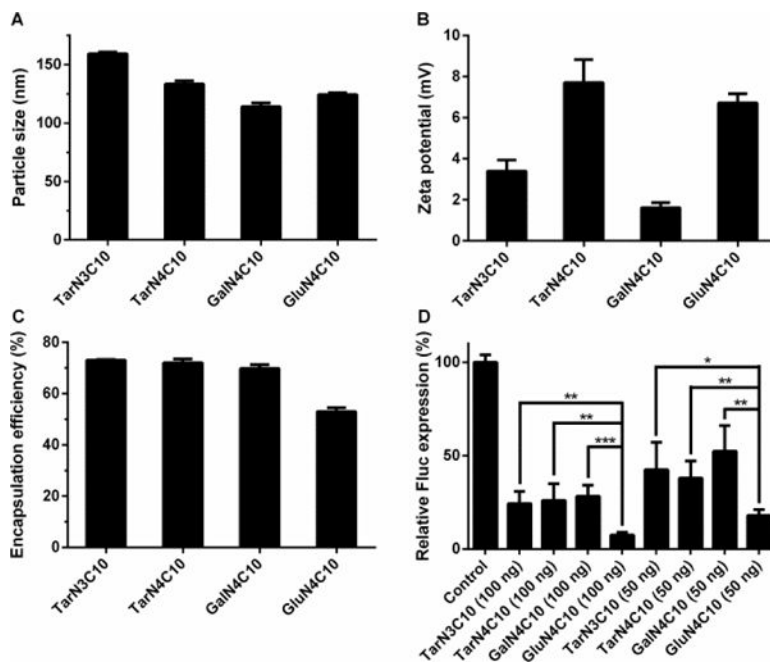 A
Particle size (nm)
150
100
50
0
TarN3C10
TarN4C10
GalN4C10
GluN4C10
B
Zeta potential (mV)
10
8
6
4
2
0
TarN3C10
TarN4C10
GalN4C10
GluN4C10
C
Encapsulation efficiency (%)
80
60
40
20
0
TarN3C10
TarN4C10
GalN4C10
GluN4C10
D
Relative Fluc expression (%)
100
50
0
*
**
**
**
**
***
Control
TarN3C10 (100 ng)
TarN4C10 (100 ng)
GalN4C10 (100 ng)
GluN4C10 (100 ng)
TarN3C10 (50 ng)
TarN4C10 (50 ng)
GalN4C10 (50 ng)
GluN4C10 (50 ng)